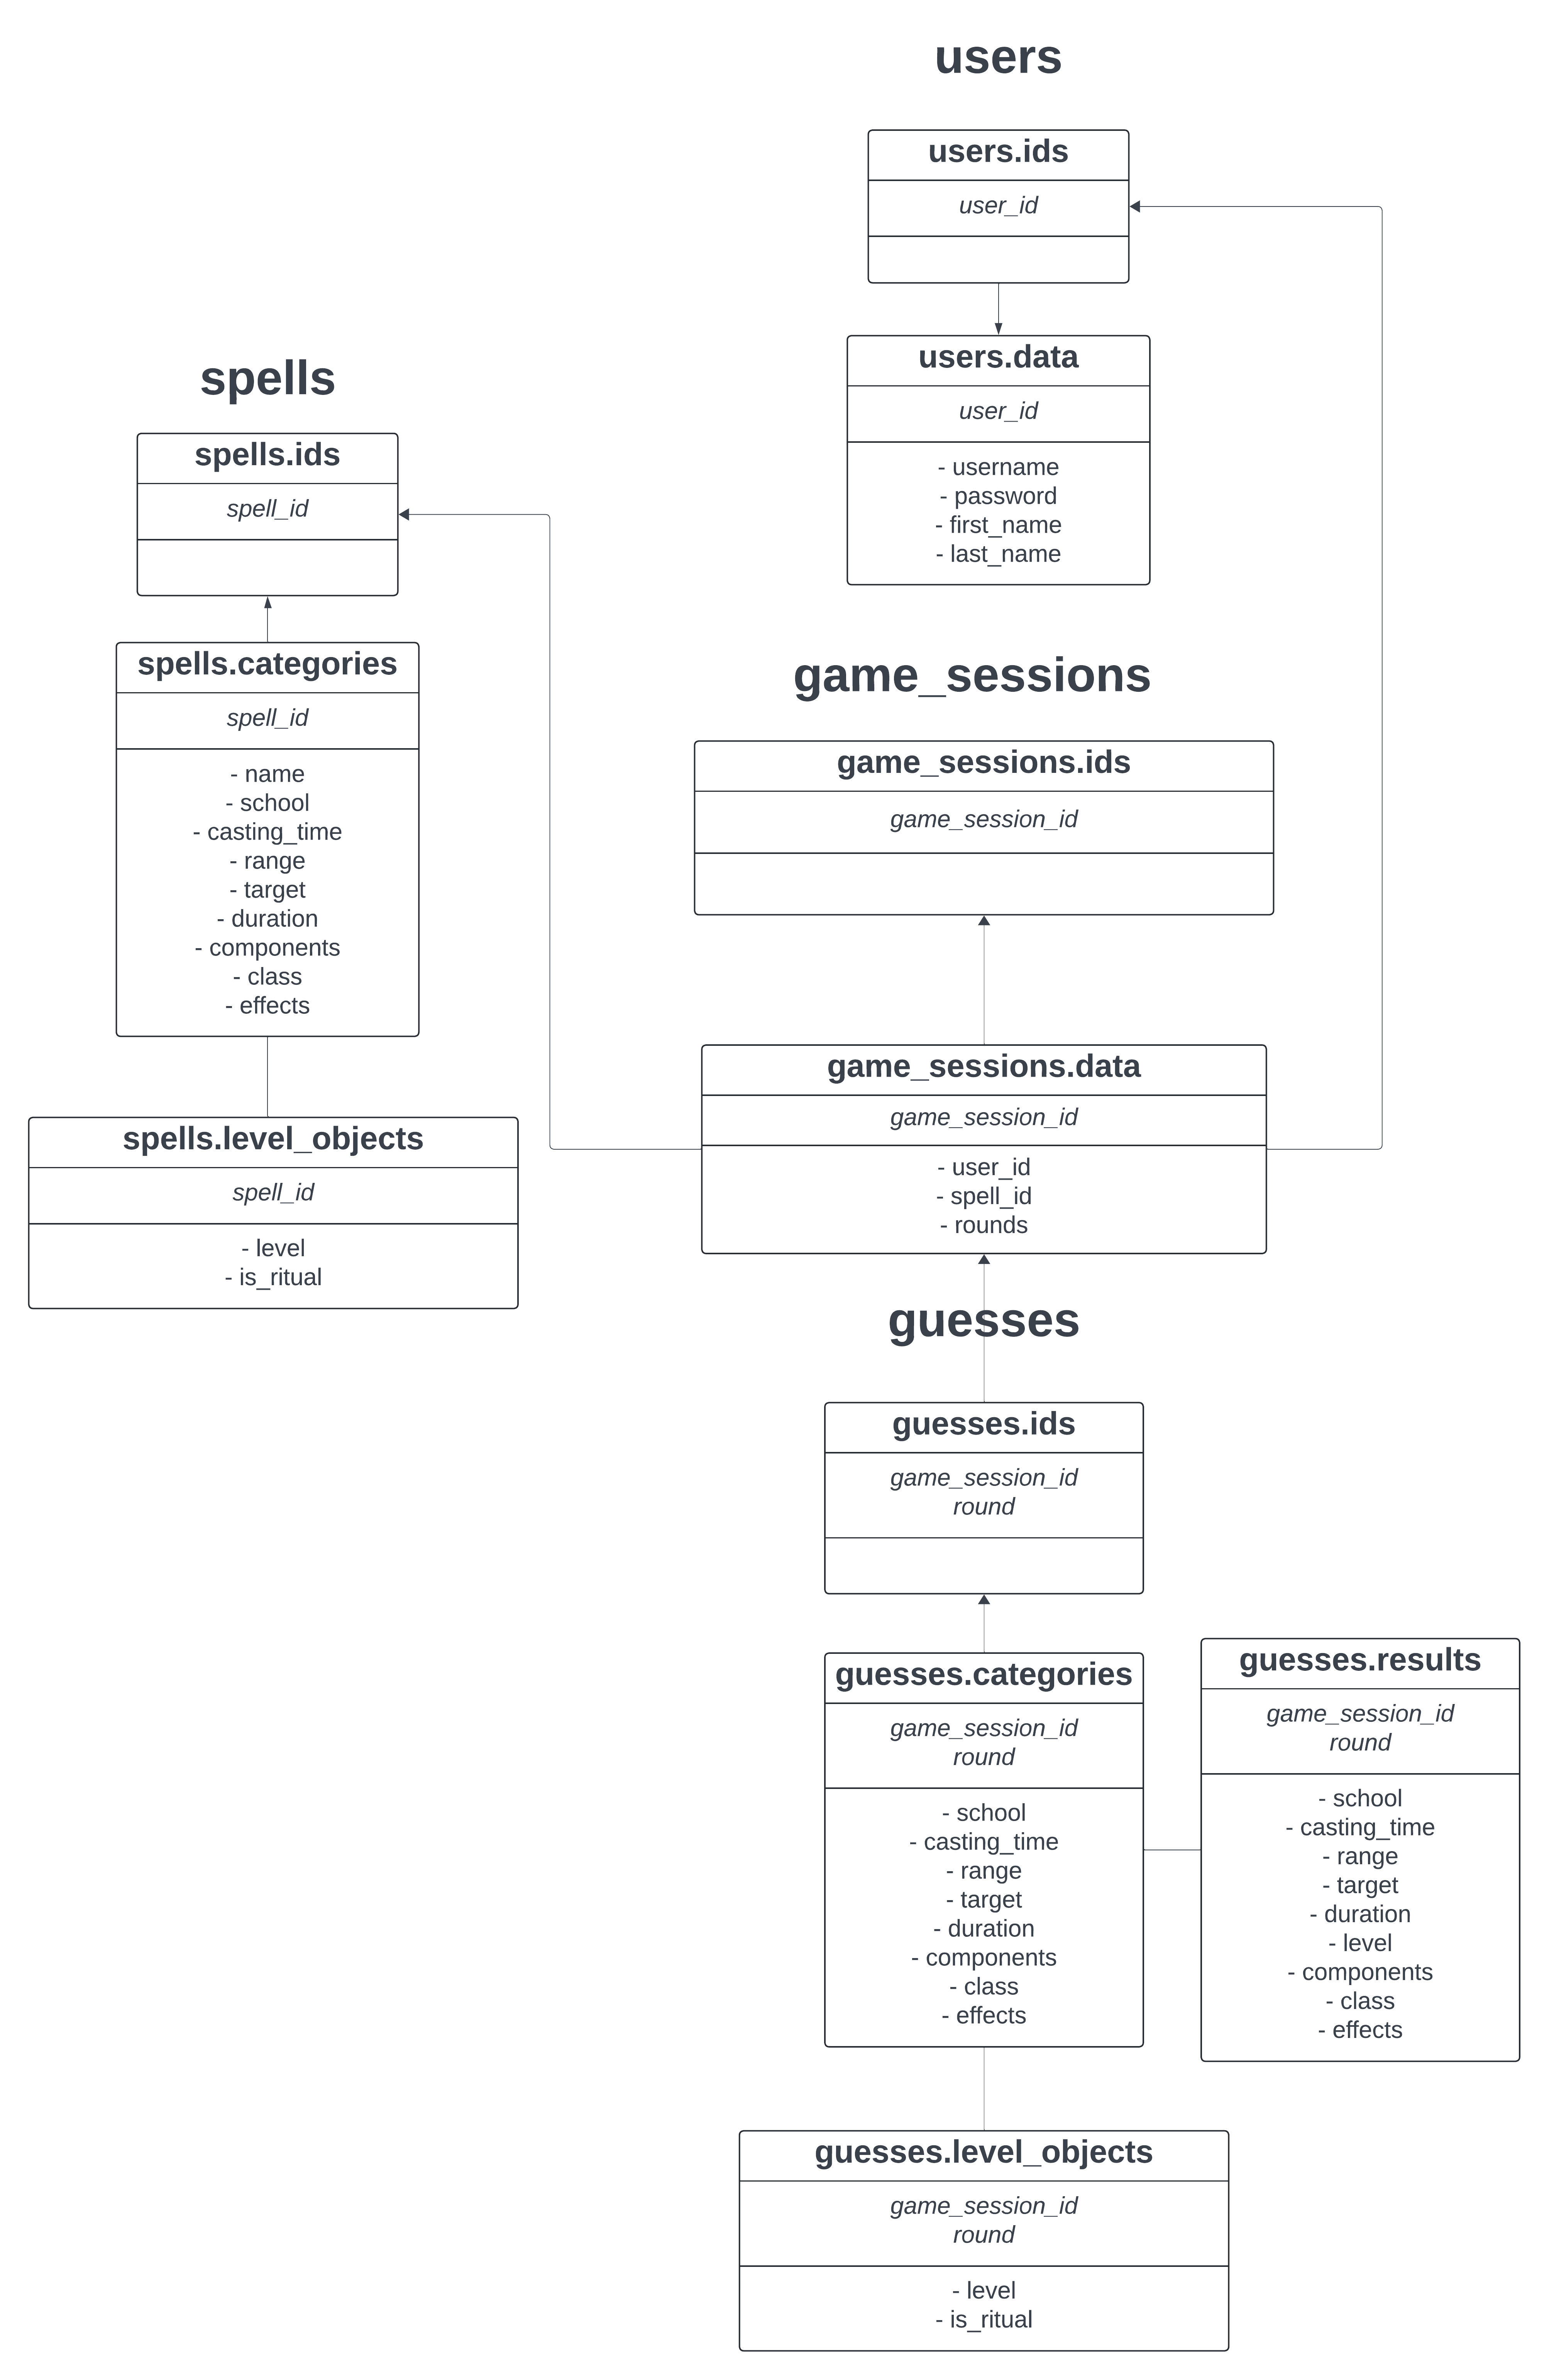 users
users.ids
user_id
users.data
user_id
- username
- password
- first_name
- last_name
spells
spells.ids
spell_id
spells.categories
spell_id
- name
- school
- casting_time
- range
- target
- duration
- components
- class
- effects
spells.level_objects
spell_id
- level
- is_ritual
game_sessions
game_sessions.ids
game_session_id
game_sessions.data
game_session_id
- user_id
- spell_id
- rounds
guesses
guesses.ids
game_session_id
round
guesses.categories
game_session_id
round
- school
- casting_time
- range
- target
- duration
- components
- class
- effects
guesses.results
game_session_id
round
- school
- casting_time
- range
- target
- duration
- level
- components
- class
- effects
guesses.level_objects
game_session_id
round
- level
- is_ritual